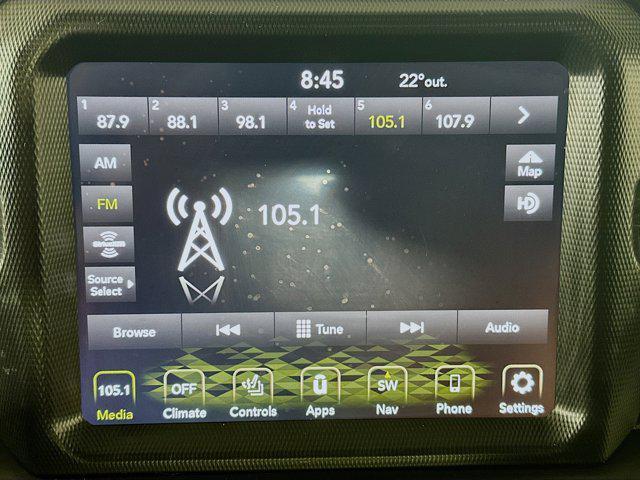 8:45 22°out.
1 87.9 2 88.1 3 98.1 4 Hold to Set 5 105.1 6 107.9
AM
Map
FM
105.1
HD
SiriusXM
Source
Select
Browse Tune Audio
105.1 OFF SW
Media Climate Controls Apps Nav Phone Settings